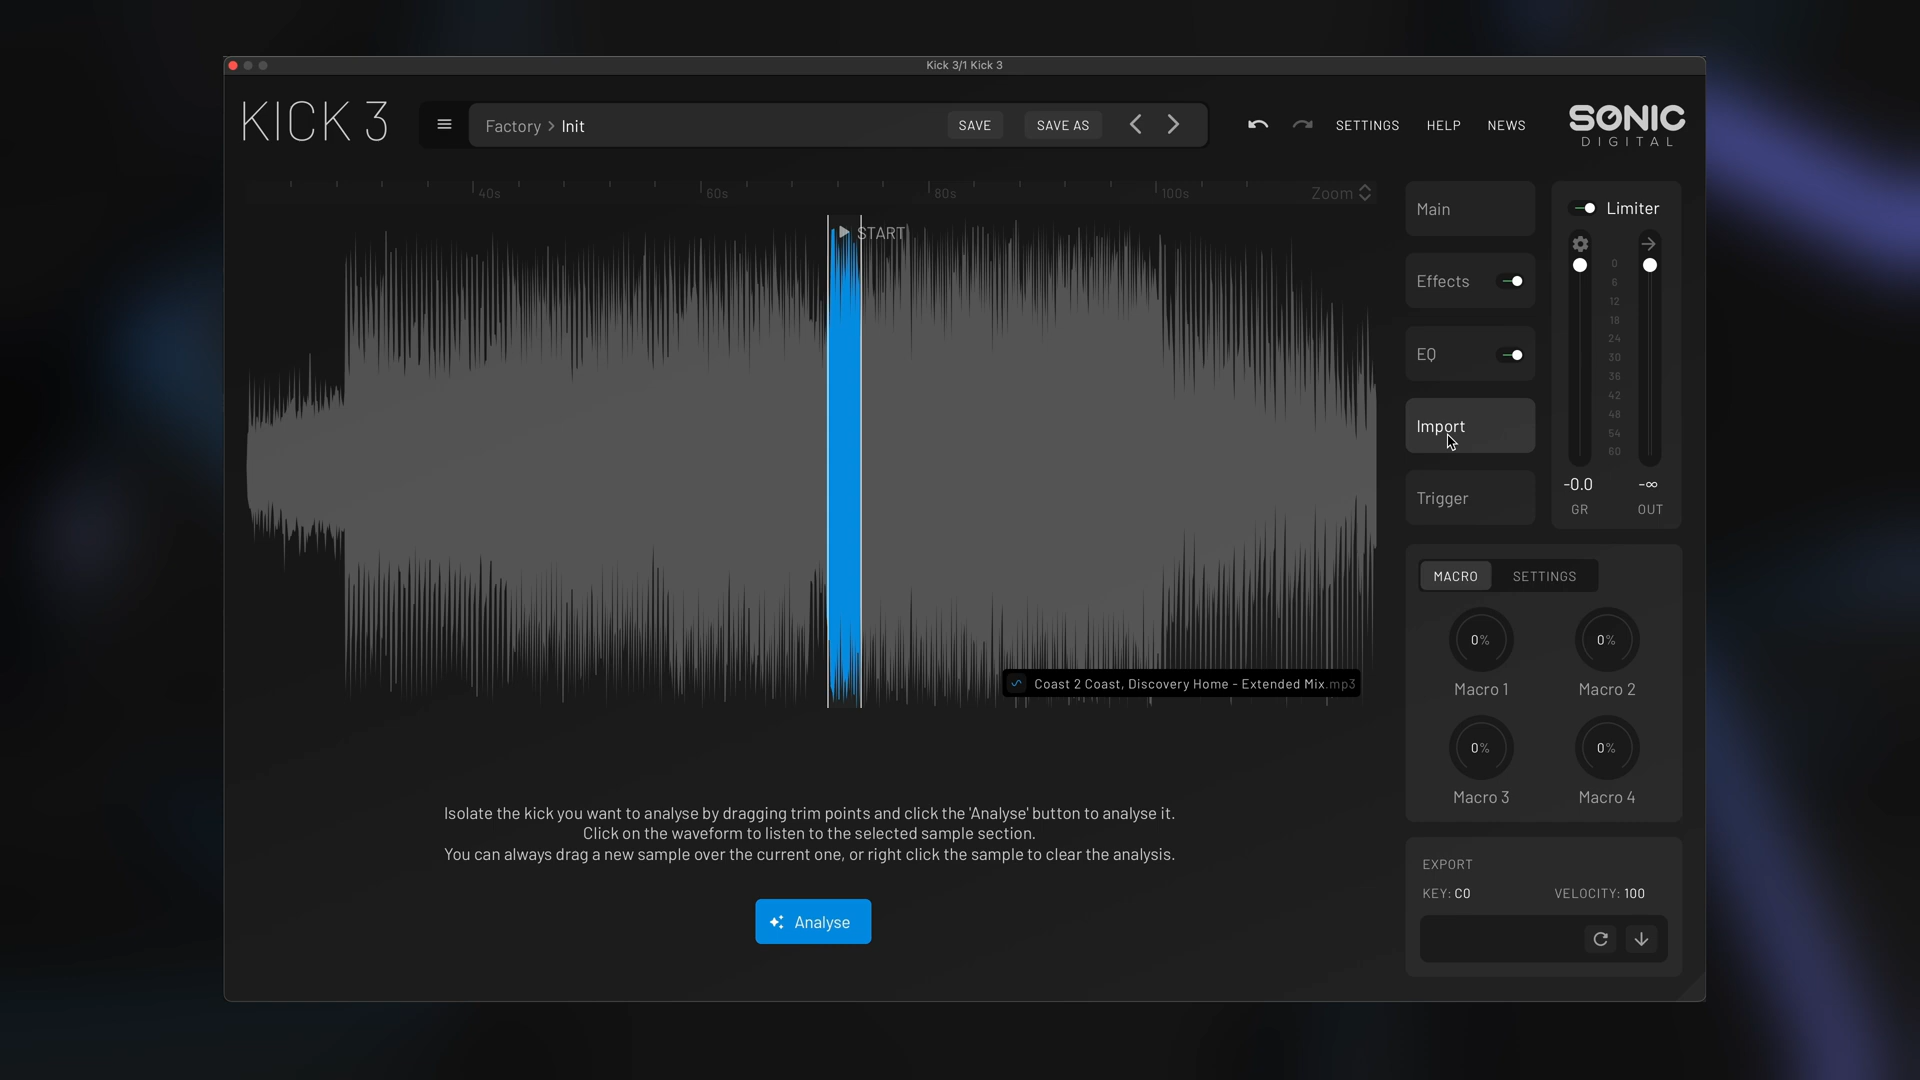 Kick 3/1 Kick 3
KICK 3
Factory > Init
SAVE
SAVE AS
SETTINGS
HELP
NEWS
SONIC
DIGITAL
40s
60s
80s
100s
Zoom
START
Coast 2 Coast, Discovery Home - Extended Mix.mp3
Isolate the kick you want to analyse by dragging trim points and click the 'Analyse' button to analyse it.
Click on the waveform to listen to the selected sample section.
You can always drag a new sample over the current one, or right click the sample to clear the analysis.
Analyse
Main
Effects
EQ
Import
Trigger
Limiter
0
6
12
18
24
30
36
42
48
54
60
-0.0
-∞
GR
OUT
MACRO
SETTINGS
0%
0%
Macro 1
Macro 2
0%
0%
Macro 3
Macro 4
EXPORT
KEY: C0
VELOCITY: 100